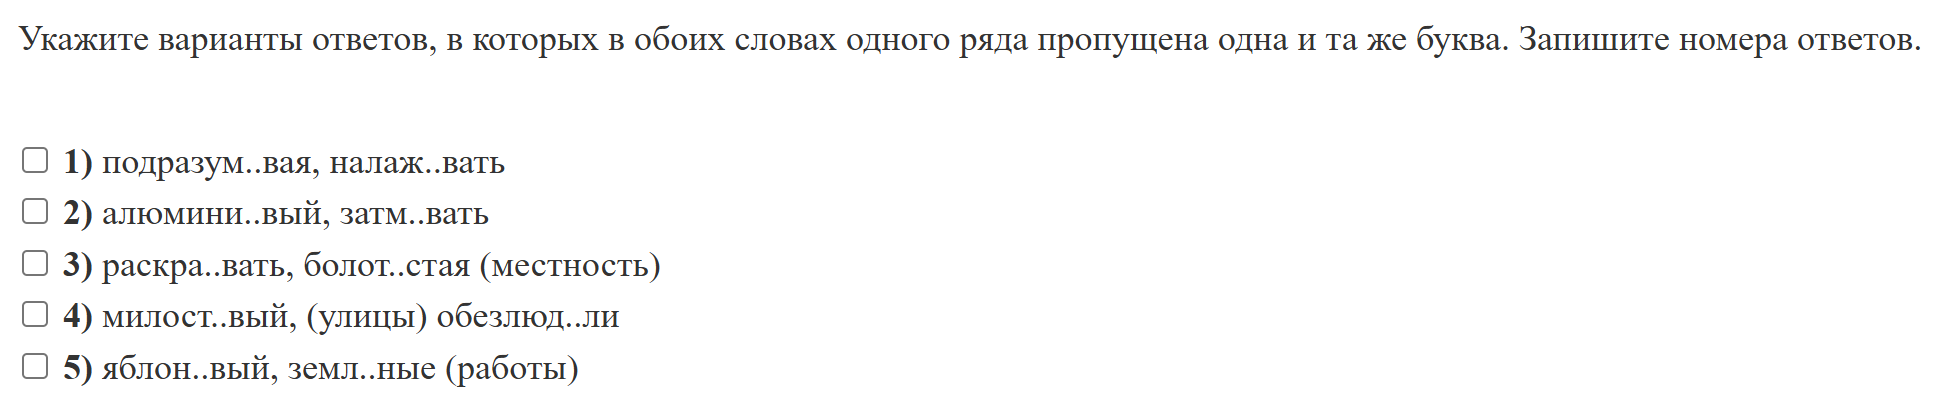 Укажите варианты ответов, в которых в обоих словах одного ряда пропущена одна и та же буква. Запишите номера ответов.
1) подразум..вая, налаж..вать
2) алюмини..вый, затм..вать
3) раскра..вать, болот..стая (местность)
4) милост..вый, (улицы) обезлюд..ли
5) яблон..вый, земл..ные (работы)